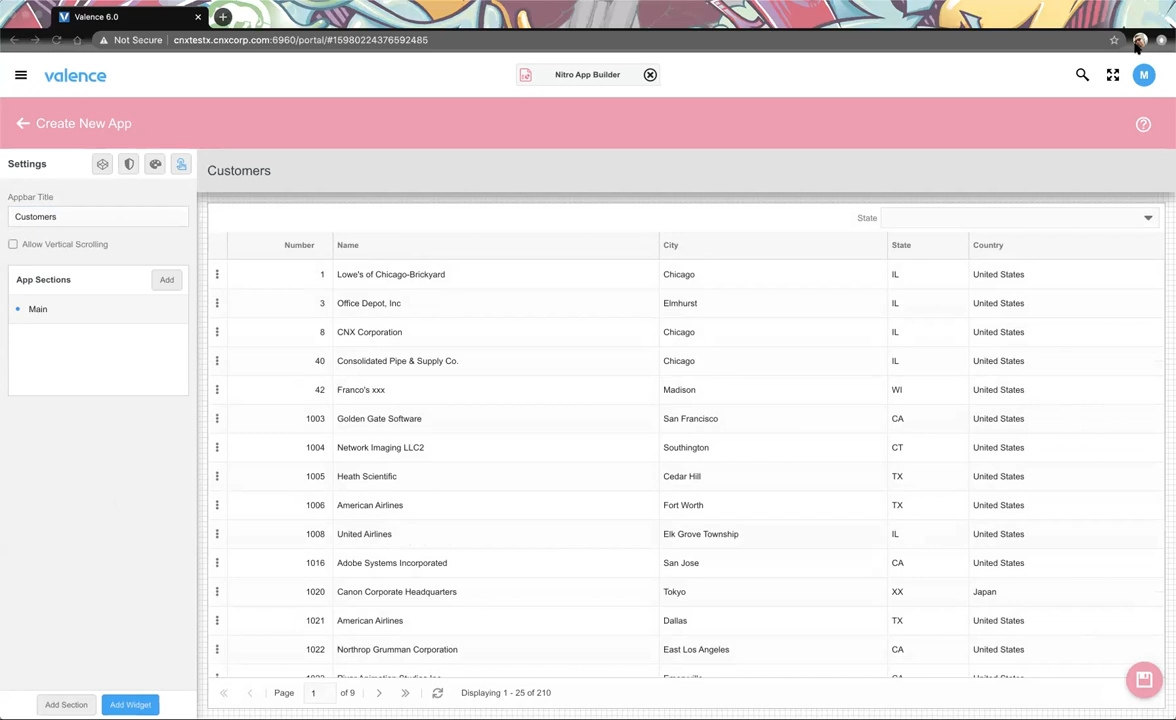 Valence 6.0
Not Secure cnxtestx.cnxcorp.com:6960/portal/#15980224376592485
valence
Nitro App Builder
M
Create New App
Settings
Customers
Appbar Title
Customers
Allow Vertical Scrolling
App Sections Add
Main
State
Number Name City State Country
1 Lowe's of Chicago-Brickyard Chicago IL United States
3 Office Depot, Inc Elmhurst IL United States
8 CNX Corporation Chicago IL United States
40 Consolidated Pipe & Supply Co. Chicago IL United States
42 Franco's xxx Madison WI United States
1003 Golden Gate Software San Francisco CA United States
1004 Network Imaging LLC2 Southington CT United States
1005 Heath Scientific Cedar Hill TX United States
1006 American Airlines Fort Worth TX United States
1008 United Airlines Elk Grove Township IL United States
1016 Adobe Systems Incorporated San Jose CA United States
1020 Canon Corporate Headquarters Tokyo XX Japan
1021 American Airlines Dallas TX United States
1022 Northrop Grumman Corporation East Los Angeles CA United States
Page 1 of 9 Displaying 1 - 25 of 210
Add Section Add Widget